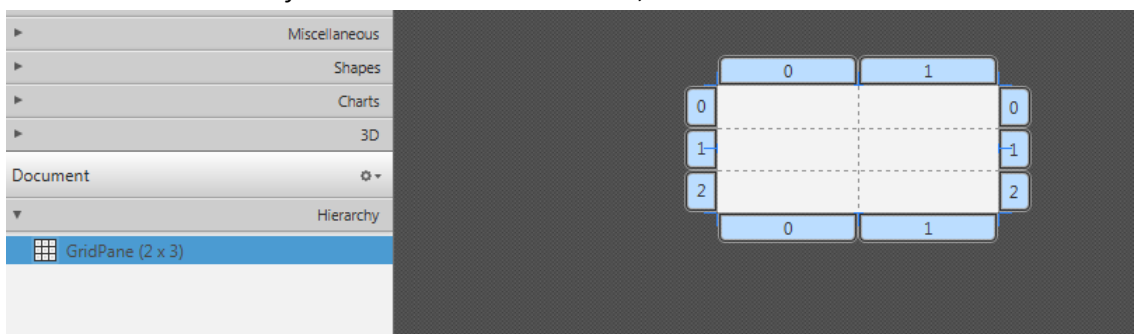 Miscellaneous
Shapes
Charts
3D
Document
Hierarchy
GridPane (2 x 3)
0 1
0 0
1 1
2 2
0 1